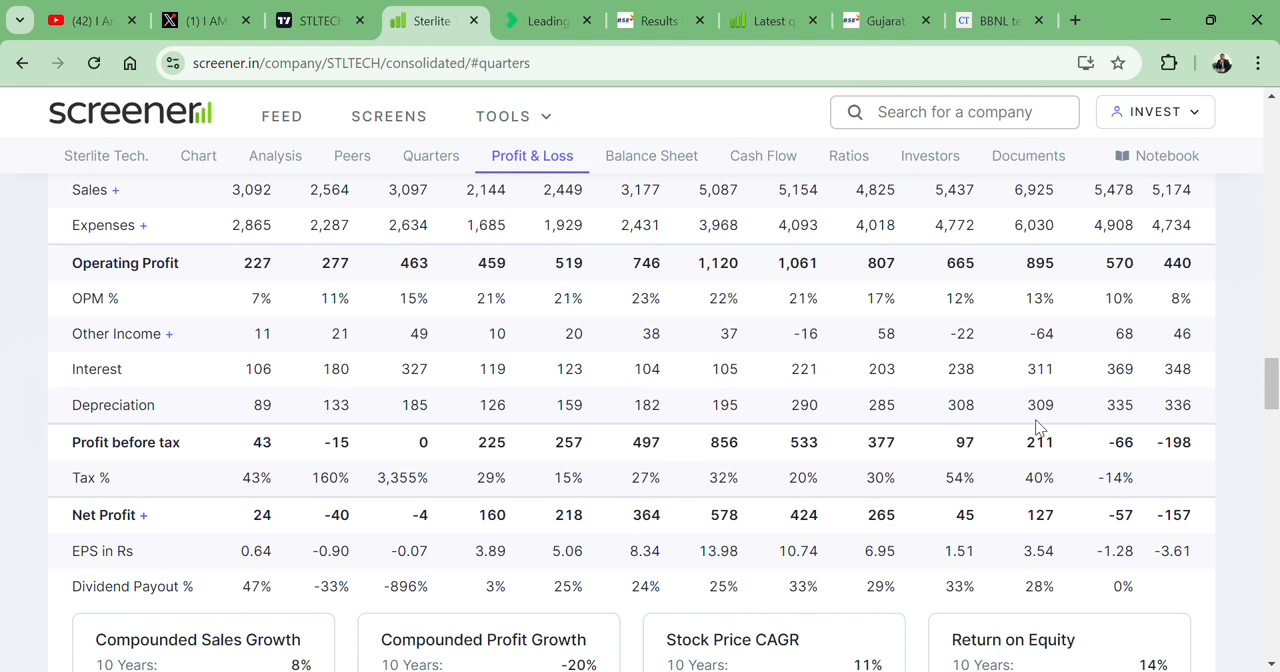 (42) I Ar
(1) I AM
STLTECH
Sterlite T
Leading
BSE Results
Latest q
BSE Gujarat
CT BBNL te
screener.in/company/STLTECH/consolidated/#quarters
screener FEED SCREENS TOOLS Search for a company INVEST
Sterlite Tech. Chart Analysis Peers Quarters Profit & Loss Balance Sheet Cash Flow Ratios Investors Documents Notebook
Sales + 3,092 2,564 3,097 2,144 2,449 3,177 5,087 5,154 4,825 5,437 6,925 5,478 5,174
Expenses + 2,865 2,287 2,634 1,685 1,929 2,431 3,968 4,093 4,018 4,772 6,030 4,908 4,734
Operating Profit 227 277 463 459 519 746 1,120 1,061 807 665 895 570 440
OPM % 7% 11% 15% 21% 21% 23% 22% 21% 17% 12% 13% 10% 8%
Other Income + 11 21 49 10 20 38 37 -16 58 -22 -64 68 46
Interest 106 180 327 119 123 104 105 221 203 238 311 369 348
Depreciation 89 133 185 126 159 182 195 290 285 308 309 335 336
Profit before tax 43 -15 0 225 257 497 856 533 377 97 211 -66 -198
Tax % 43% 160% 3,355% 29% 15% 27% 32% 20% 30% 54% 40% -14%
Net Profit + 24 -40 -4 160 218 364 578 424 265 45 127 -57 -157
EPS in Rs 0.64 -0.90 -0.07 3.89 5.06 8.34 13.98 10.74 6.95 1.51 3.54 -1.28 -3.61
Dividend Payout % 47% -33% -896% 3% 25% 24% 25% 33% 29% 33% 28% 0%
Compounded Sales Growth Compounded Profit Growth Stock Price CAGR Return on Equity
10 Years: 8% 10 Years: -20% 10 Years: 11% 10 Years: 14%